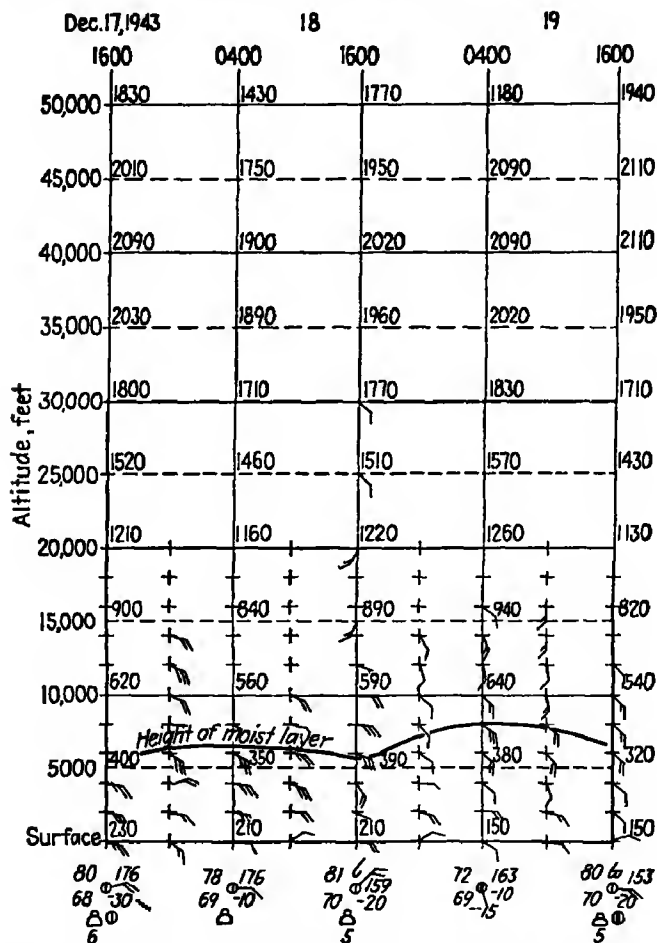 Dec.17,1943 18 19
1600 0400 1600 0400 1600
50,000 1830 1430 1770 1180 1940
45,000 2010 1750 1950 2090 2110
40,000 2090 1900 2020 2090 2110
35,000 2030 1890 1960 2020 1950
30,000 1800 1710 1770 1830 1710
25,000 1520 1460 1510 1570 1430
20,000 1210 1160 1220 1260 1130
15,000 900 840 890 940 820
10,000 620 560 590 640 540
Height of moist layer
5000 400 350 390 380 320
Surface 230 210 210 150 150
Altitude, feet
80 176 78 176 81 159 72 163 80 153
68 -30 69 -10 70 -20 69 -10 70 -20
-15
6 5 5